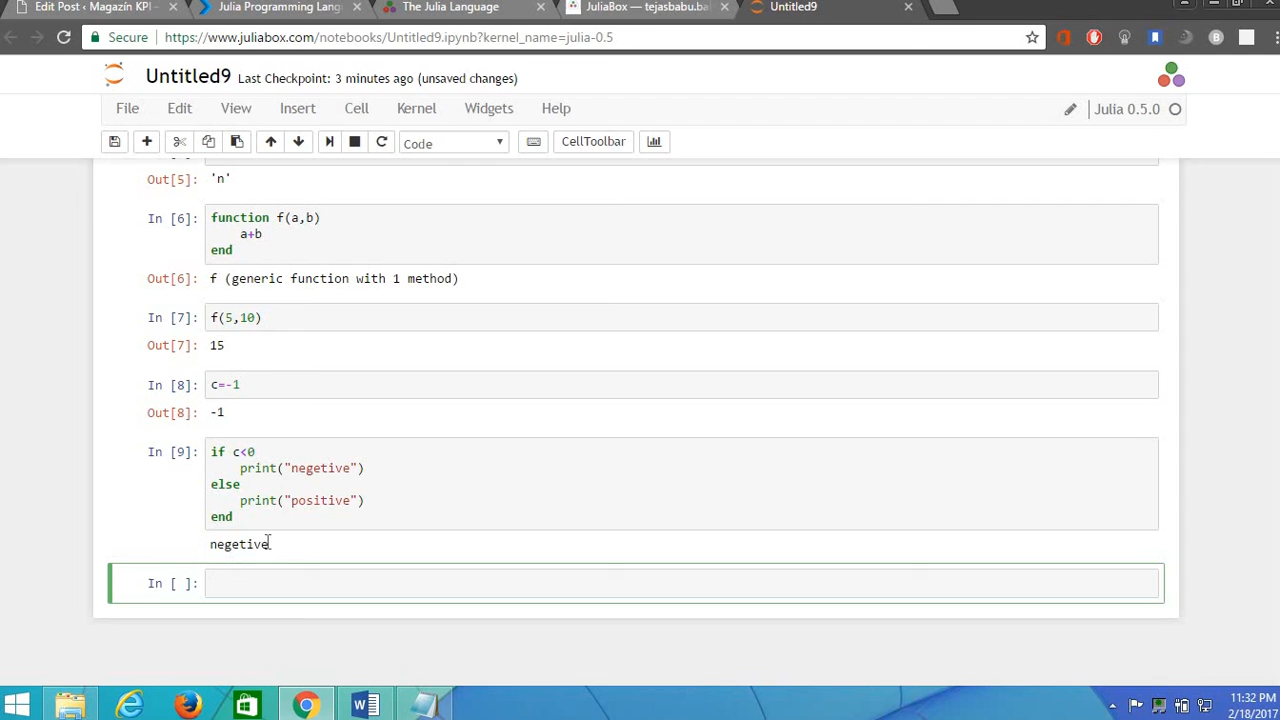 Edit Post ‹ Magazín KPI -
Julia Programming Lang
The Julia Language
JuliaBox — tejasbabu.bal
Untitled9
Secure
https://www.juliabox.com/notebooks/Untitled9.ipynb?kernel_name=julia-0.5
Untitled9 Last Checkpoint: 3 minutes ago (unsaved changes)
File Edit View Insert Cell Kernel Widgets Help
Julia 0.5.0
Code
CellToolbar
Out[5]: 'n'
In [6]: function f(a,b)
a+b
end
Out[6]: f (generic function with 1 method)
In [7]: f(5,10)
Out[7]: 15
In [8]: c=-1
Out[8]: -1
In [9]: if c<0
print("negetive")
else
print("positive")
end
negetive
In [ ]:
11:32 PM
2/18/2017